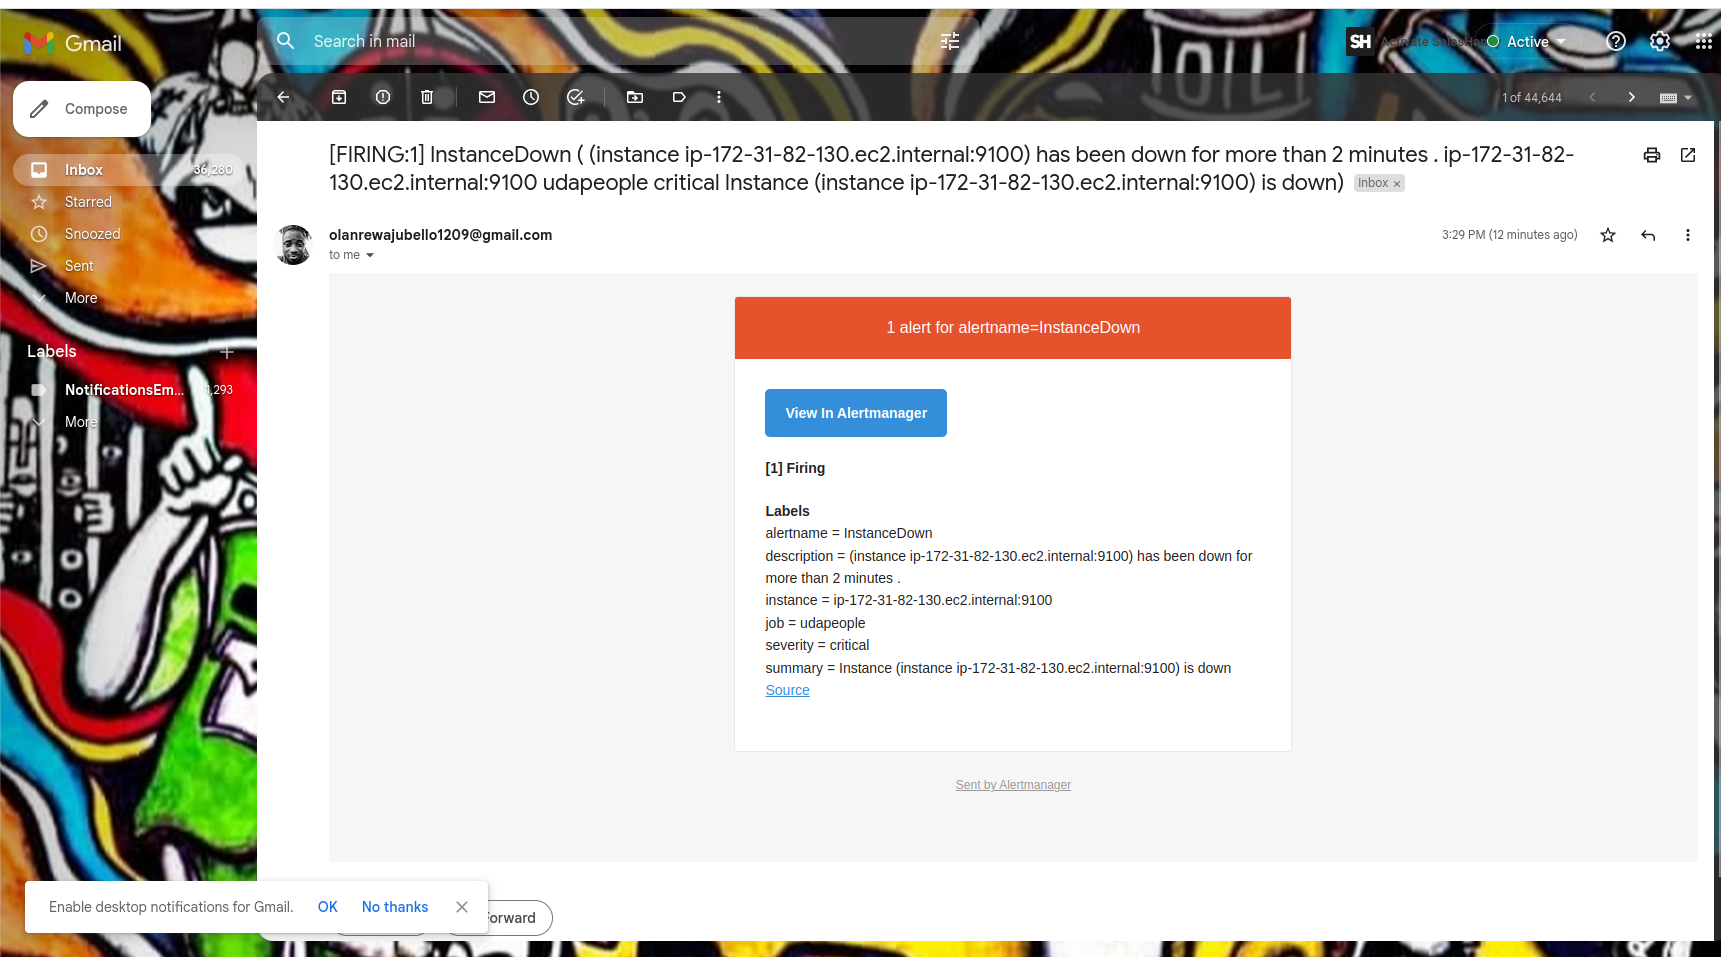 Gmail
Search in mail
SH
Active
Compose
1 of 44,644
Inbox 36,280
Starred
Snoozed
Sent
More
Labels
NotificationsEm... 1,293
More
[FIRING:1] InstanceDown ( (instance ip-172-31-82-130.ec2.internal:9100) has been down for more than 2 minutes . ip-172-31-82-
130.ec2.internal:9100 udapeople critical Instance (instance ip-172-31-82-130.ec2.internal:9100) is down) Inbox ×
olanrewajubello1209@gmail.com
3:29 PM (12 minutes ago)
to me
1 alert for alertname=InstanceDown
View In Alertmanager
[1] Firing
Labels
alertname = InstanceDown
description = (instance ip-172-31-82-130.ec2.internal:9100) has been down for
more than 2 minutes .
instance = ip-172-31-82-130.ec2.internal:9100
job = udapeople
severity = critical
summary = Instance (instance ip-172-31-82-130.ec2.internal:9100) is down
Source
Sent by Alertmanager
Enable desktop notifications for Gmail. OK No thanks
orward